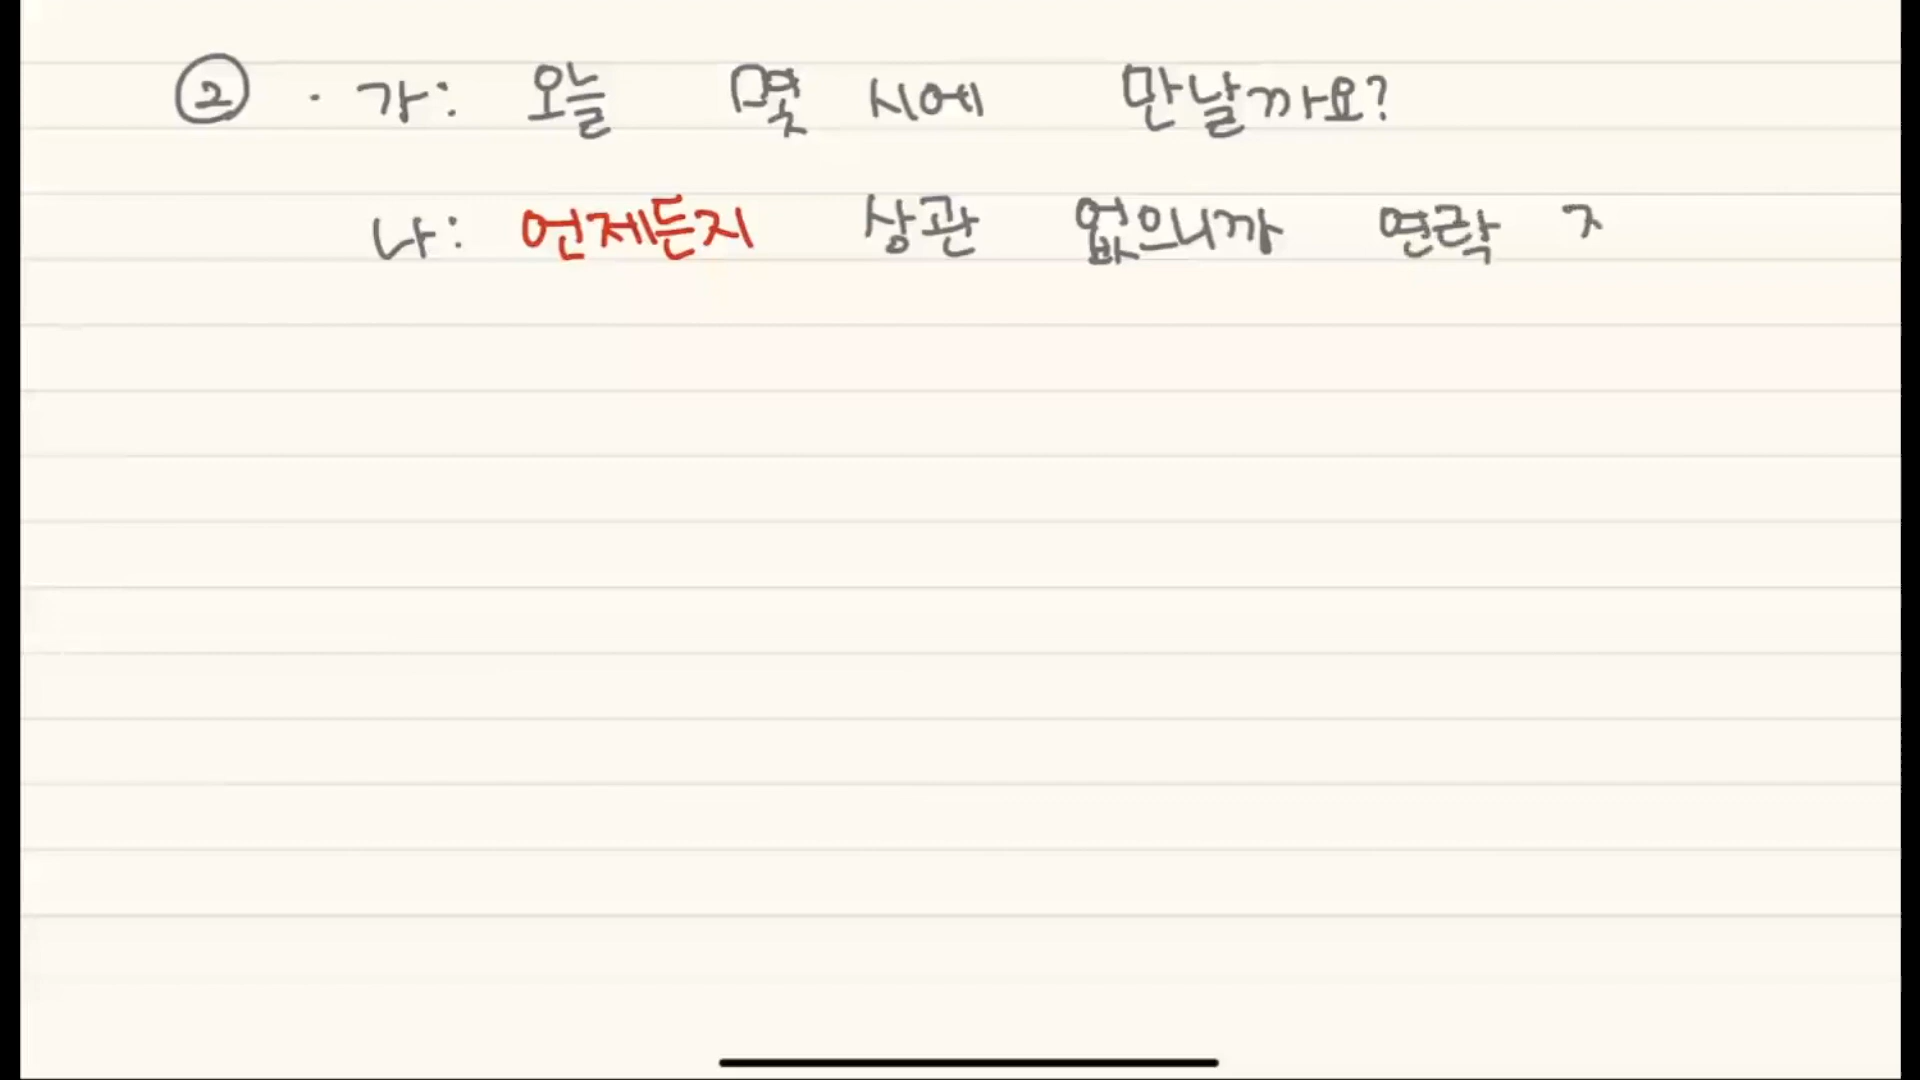 ② · 가: 오늘 몇 시에 만날까요?
나: 언제든지 상관 없으니까 연락 ㅈ